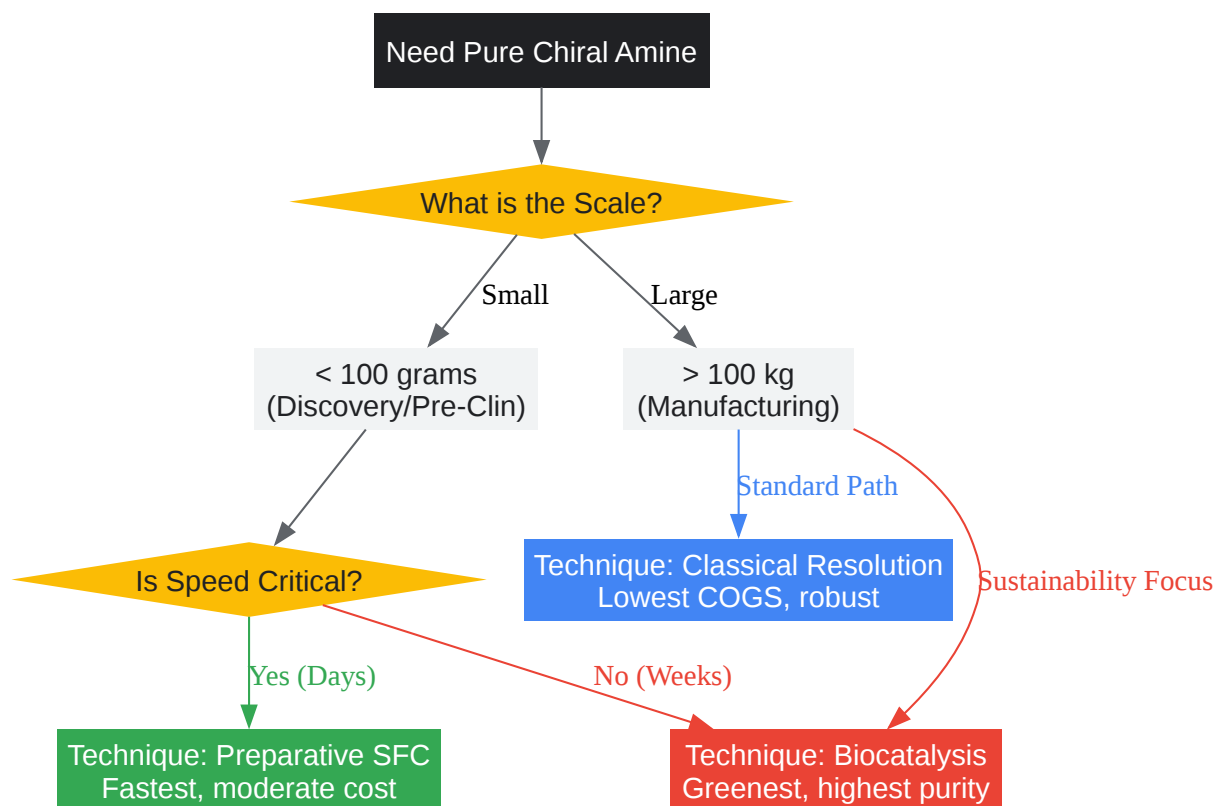 Need Pure Chiral Amine
What is the Scale?
Small
Large
< 100 grams
(Discovery/Pre-Clin)
> 100 kg
(Manufacturing)
Standard Path
Technique: Classical Resolution
Lowest COGS, robust
Is Speed Critical?
Sustainability Focus
Yes (Days)
No (Weeks)
Technique: Preparative SFC
Fastest, moderate cost
Technique: Biocatalysis
Greenest, highest purity